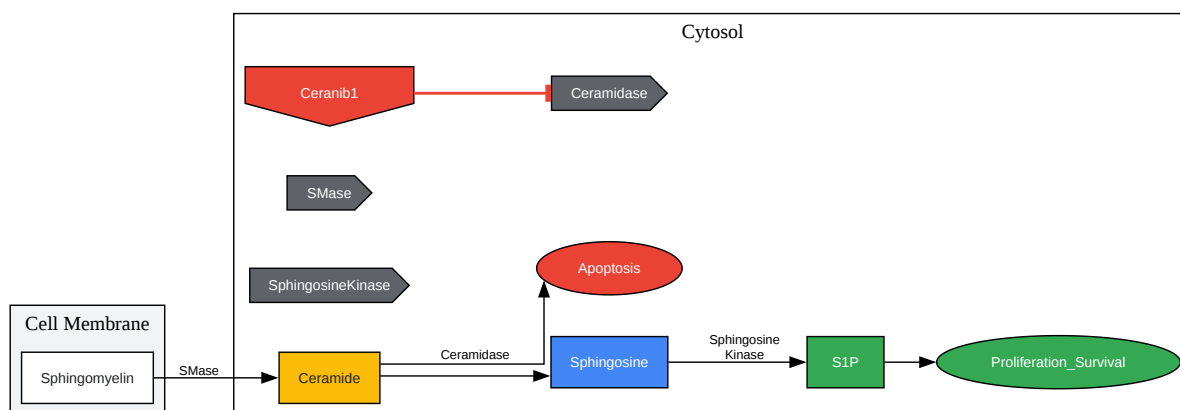 Cytosol
Ceranib1
Ceramidase
SMase
SphingosineKinase
Apoptosis
Cell Membrane
Sphingomyelin
SMase
Ceramide
Ceramidase
Sphingosine
Sphingosine
Kinase
S1P
Proliferation_Survival